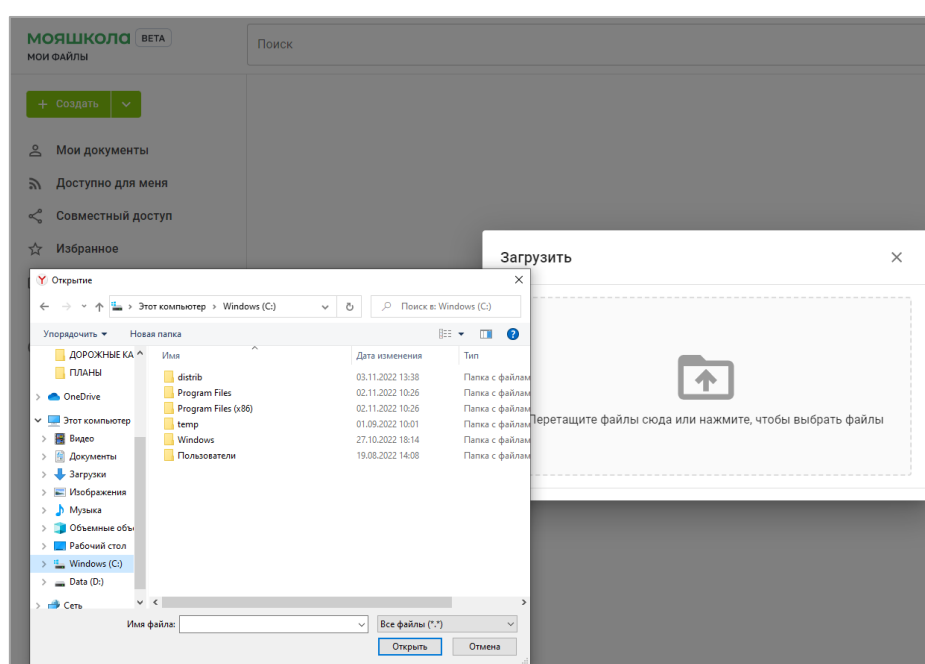 МОЯШКОЛА BETA
МОИ ФАЙЛЫ
Поиск
+ Создать
Мои документы
Доступно для меня
Совместный доступ
Избранное
Загрузить
Перетащите файлы сюда или нажмите, чтобы выбрать файлы
Открытие
Этот компьютер › Windows (C:)
Поиск в: Windows (C:)
Упорядочить
Новая папка
ДОРОЖНЫЕ КА
ПЛАНЫ
OneDrive
Этот компьютер
Видео
Документы
Загрузки
Изображения
Музыка
Объемные объ
Рабочий стол
Windows (C:)
Data (D:)
Сеть
Имя Дата изменения Тип
distrib 03.11.2022 13:38 Папка с файлам
Program Files 02.11.2022 10:26 Папка с файлам
Program Files (x86) 02.11.2022 10:26 Папка с файлам
temp 01.09.2022 10:01 Папка с файлам
Windows 27.10.2022 18:14 Папка с файлам
Пользователи 19.08.2022 14:08 Папка с файлам
Имя файла:
Все файлы (*.*)
Открыть
Отмена